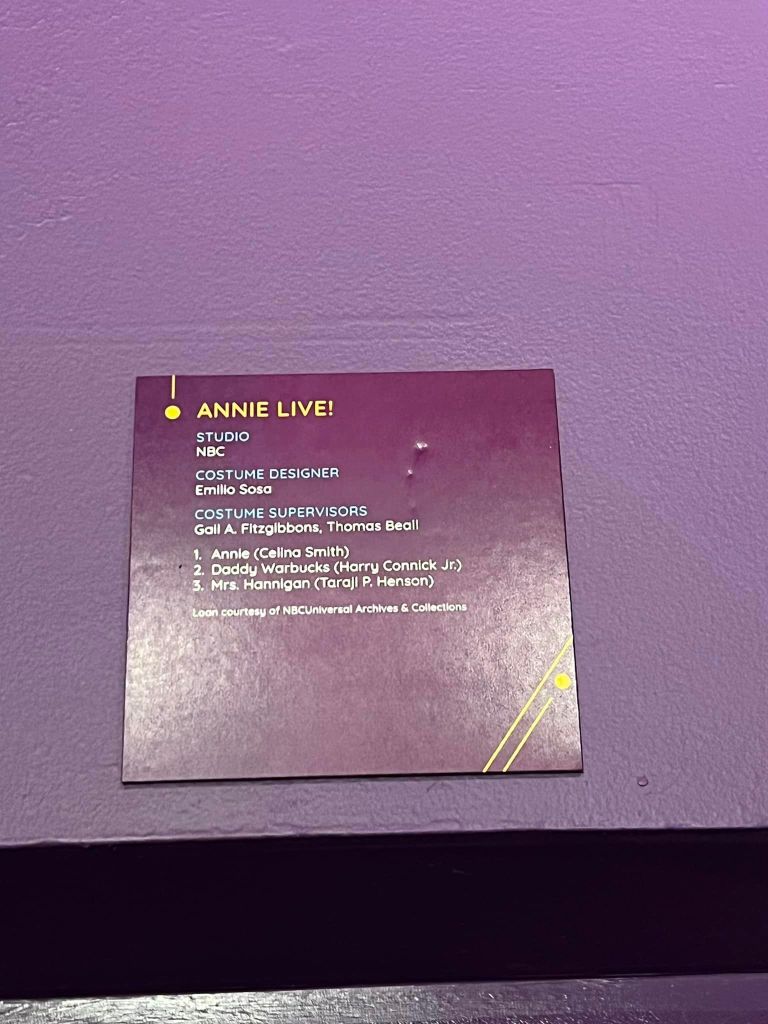 ANNIE LIVE!
STUDIO
NBC
COSTUME DESIGNER
Emilio Sosa
COSTUME SUPERVISORS
Gail A. Fitzgibbons, Thomas Beall
1. Annie (Celina Smith)
2. Daddy Warbucks (Harry Connick Jr.)
3. Mrs. Hannigan (Taraji P. Henson)
Loan courtesy of NBCUniversal Archives & Collections